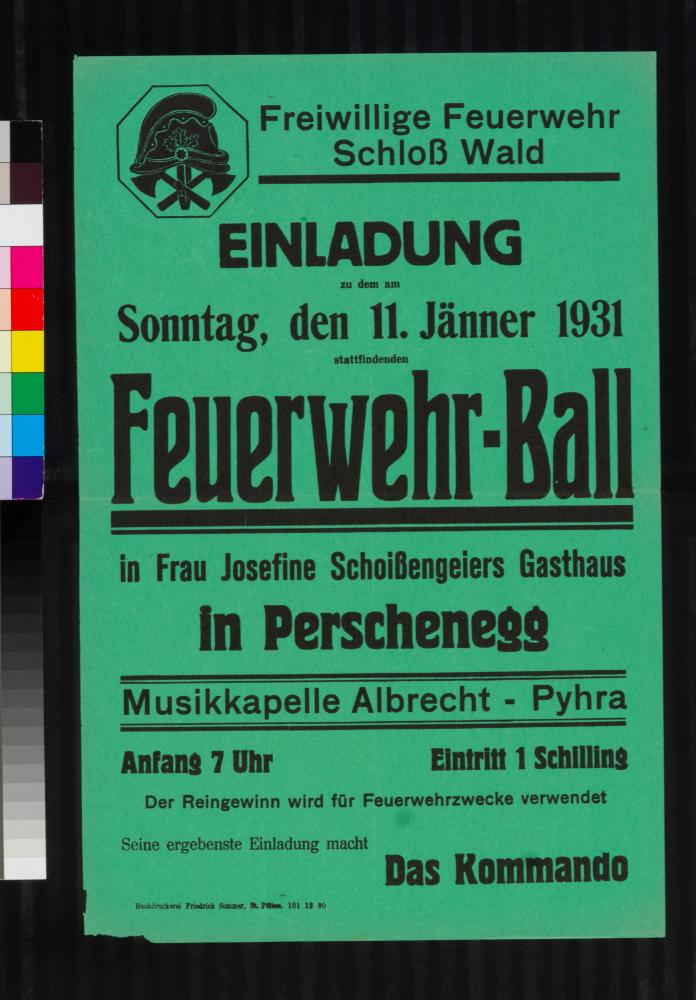 Freiwillige Feuerwehr
Schloß Wald
EINLADUNG
zu dem am
Sonntag, den 11. Jänner 1931
stattfindenden
Feuerwehr-Ball
in Frau Josefine Schoißengeiers Gasthaus
in Perschenegg
Musikkapelle Albrecht - Pyhra
Anfang 7 Uhr Eintritt 1 Schilling
Der Reingewinn wird für Feuerwehrzwecke verwendet
Seine ergebenste Einladung macht
Das Kommando
Buchdruckerei Friedrich Sommer, St. Pölten. 101 12 30